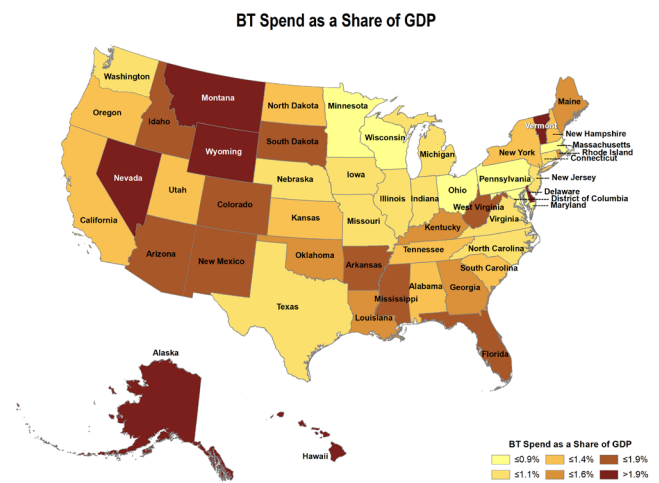 BT Spend as a Share of GDP
Washington
Montana
North Dakota
Minnesota
Maine
Oregon
Idaho
South Dakota
Wisconsin
Michigan
Vermont
New Hampshire
Massachusetts
Rhode Island
Connecticut
New York
Wyoming
Nebraska
Iowa
Pennsylvania
New Jersey
Nevada
Utah
Colorado
Kansas
Missouri
Illinois
Indiana
Ohio
West Virginia
Virginia
Delaware
District of Columbia
Maryland
California
Kentucky
Arizona
New Mexico
Oklahoma
Arkansas
Tennessee
North Carolina
South Carolina
Texas
Louisiana
Mississippi
Alabama
Georgia
Florida
Alaska
Hawaii
BT Spend as a Share of GDP
≤0.9% ≤1.4% ≤1.9%
≤1.1% ≤1.6% >1.9%